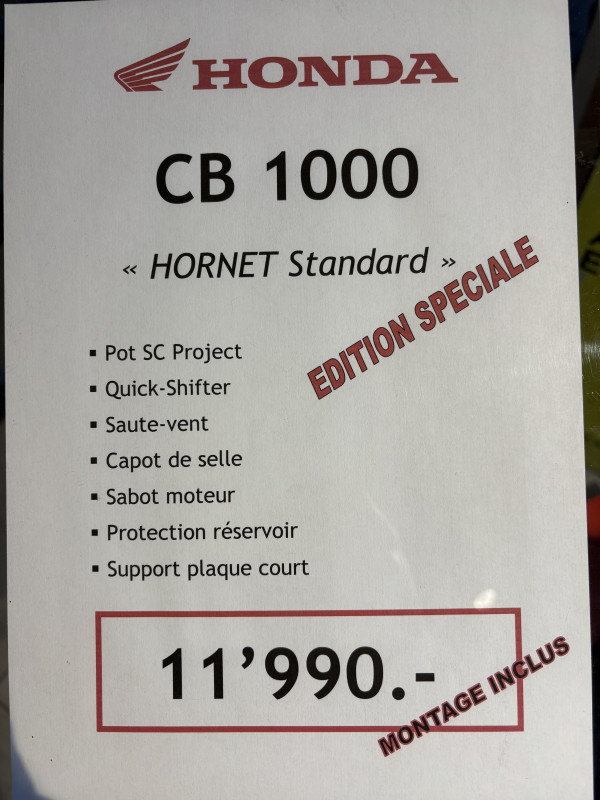 HONDA
CB 1000
« HORNET Standard »
EDITION SPECIALE
▪ Pot SC Project
▪ Quick-Shifter
▪ Saute-vent
▪ Capot de selle
▪ Sabot moteur
▪ Protection réservoir
▪ Support plaque court
11’990.-
MONTAGE INCLUS